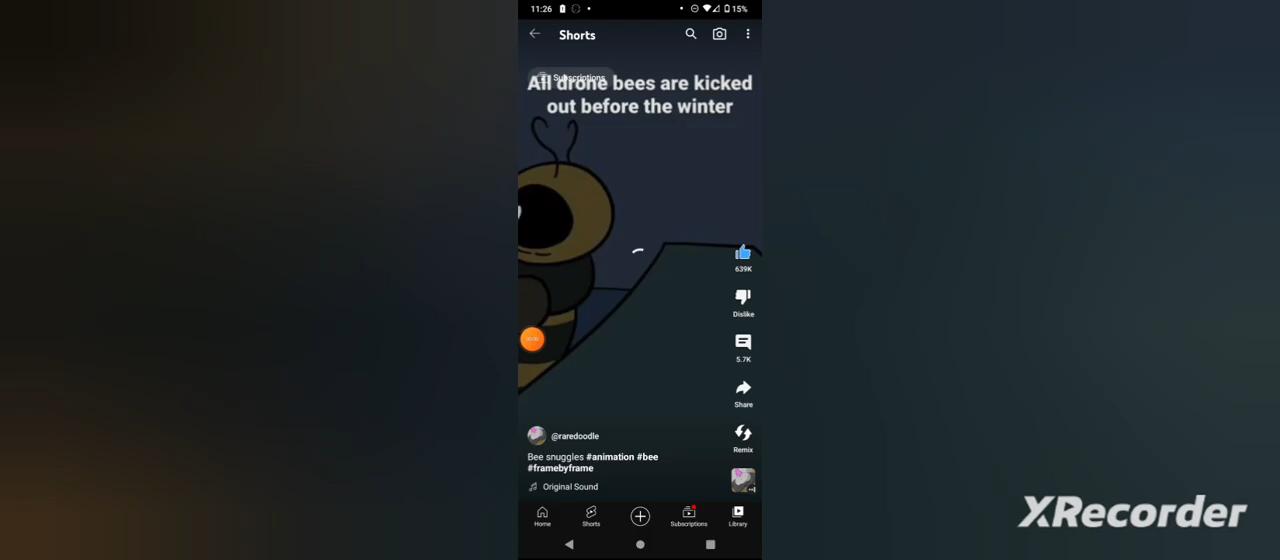 11:26
15%
Shorts
Subscriptions
All drone bees are kicked
out before the winter
639K
Dislike
5.7K
Share
@raredoodle
Remix
Bee snuggles #animation #bee
#framebyframe
Original Sound
Home
Shorts
Subscriptions
Library
XRecorder